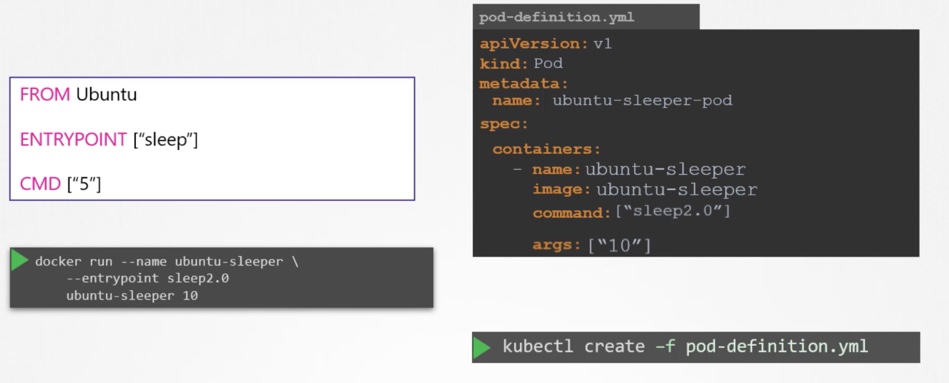 FROM Ubuntu
ENTRYPOINT [“sleep”]
CMD [“5”]
docker run --name ubuntu-sleeper \
--entrypoint sleep2.0
ubuntu-sleeper 10
pod-definition.yml
apiVersion: v1
kind: Pod
metadata:
name: ubuntu-sleeper-pod
spec:
containers:
- name: ubuntu-sleeper
image: ubuntu-sleeper
command: [“sleep2.0”]
args: [“10”]
kubectl create –f pod-definition.yml